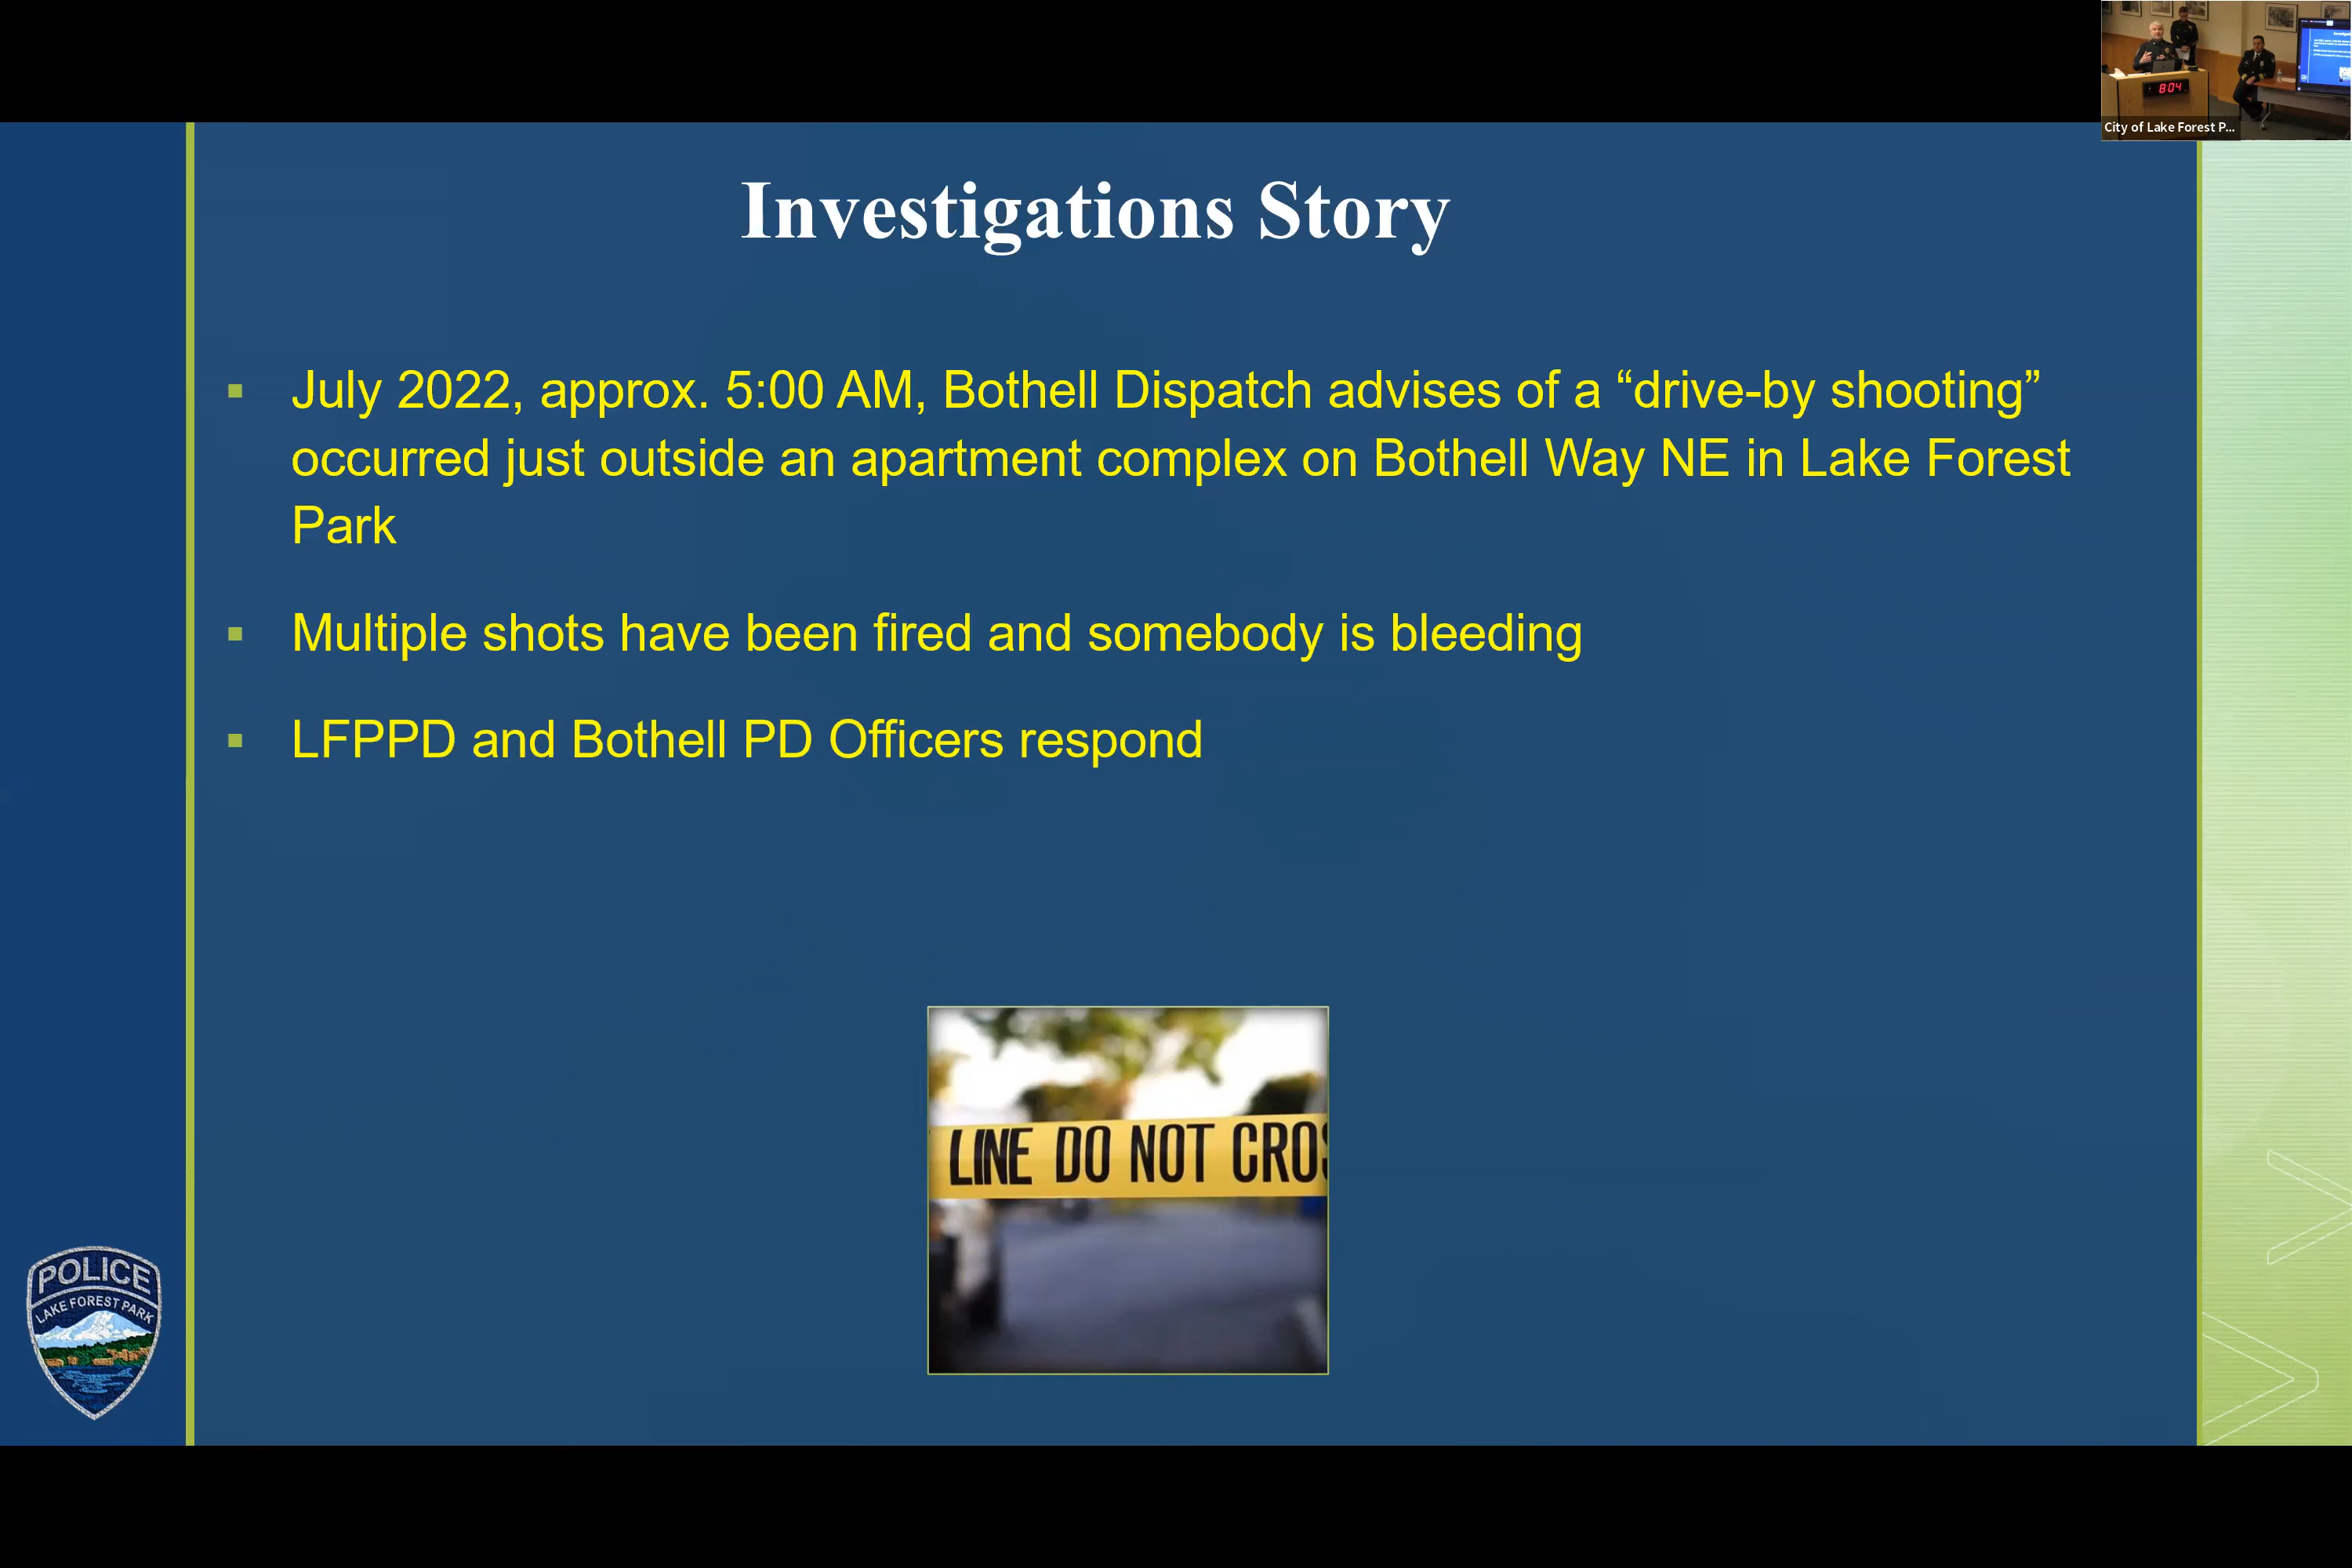 804
City of Lake Forest P...
Investigations Story
▪ July 2022, approx. 5:00 AM, Bothell Dispatch advises of a “drive-by shooting”
occurred just outside an apartment complex on Bothell Way NE in Lake Forest
Park
▪ Multiple shots have been fired and somebody is bleeding
▪ LFPPD and Bothell PD Officers respond
LINE DO NOT CROS
POLICE
LAKE FOREST PARK